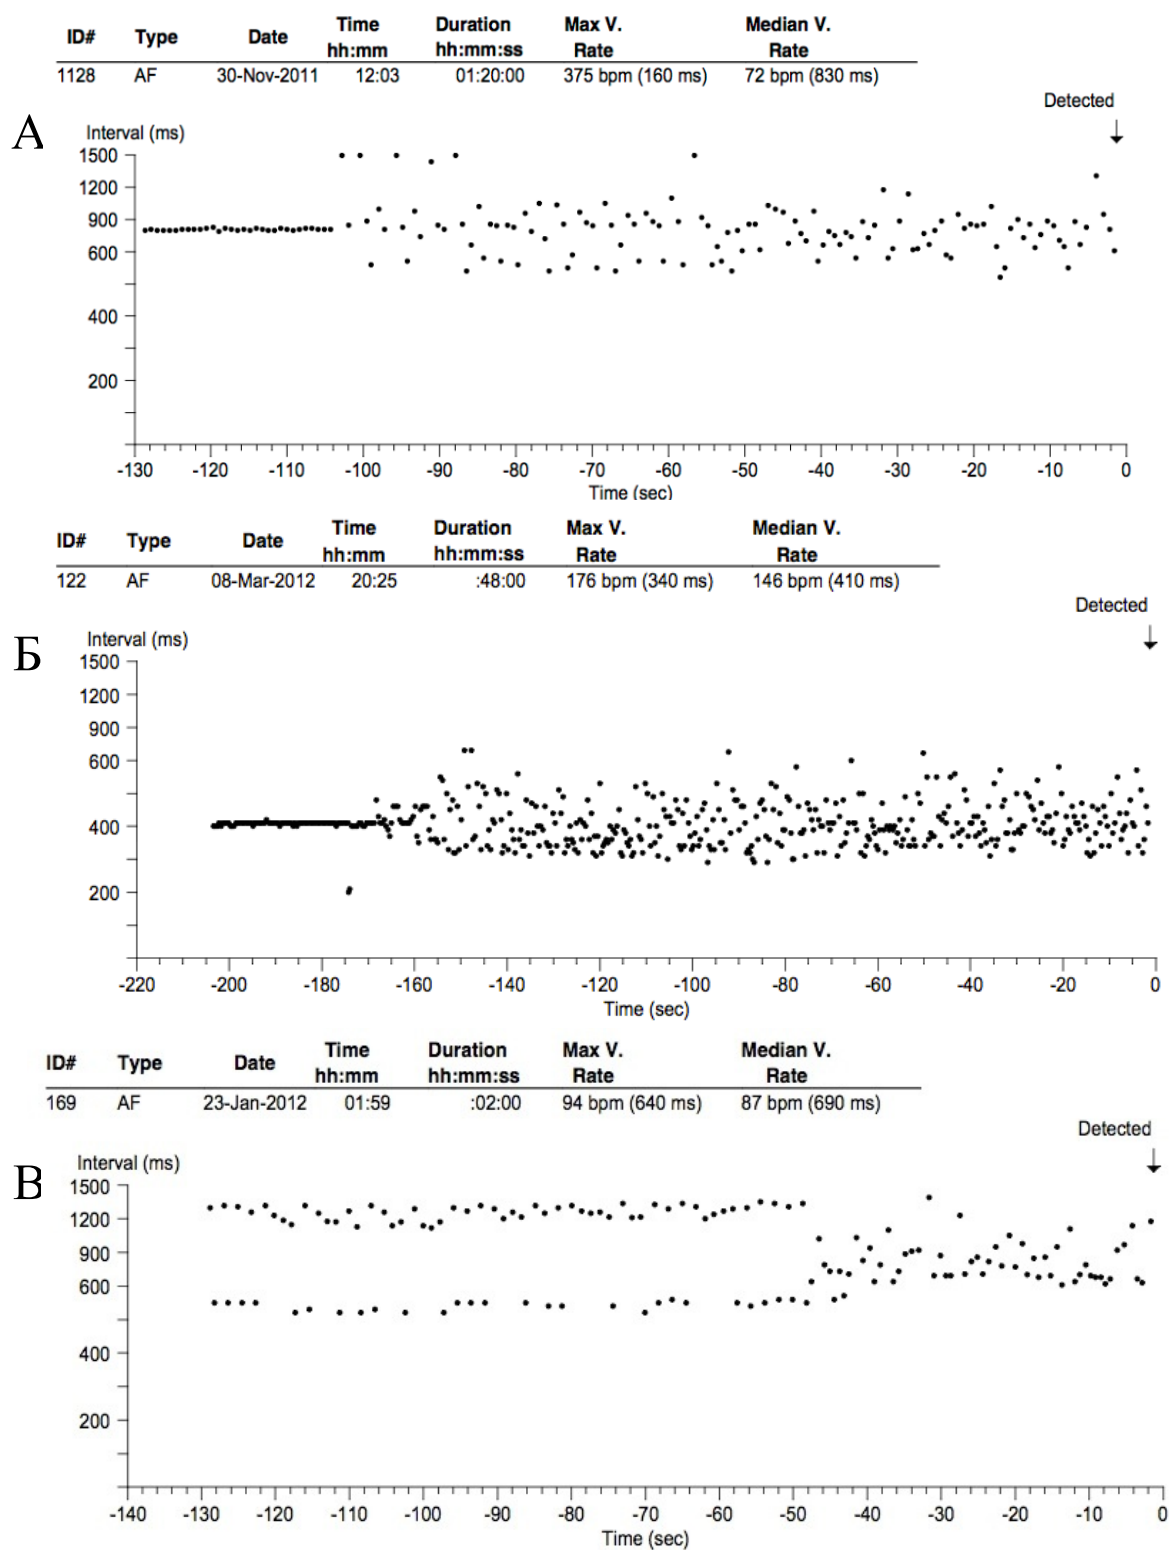 ID# Type Date Time hh:mm Duration hh:mm:ss Max V. Rate Median V. Rate
1128 AF 30-Nov-2011 12:03 01:20:00 375 bpm (160 ms) 72 bpm (830 ms)
Detected
А
Interval (ms)
1500
1200
900
600
400
200
-130 -120 -110 -100 -90 -80 -70 -60 -50 -40 -30 -20 -10 0
Time (sec)
ID# Type Date Time hh:mm Duration hh:mm:ss Max V. Rate Median V. Rate
122 AF 08-Mar-2012 20:25 :48:00 176 bpm (340 ms) 146 bpm (410 ms)
Detected
Б
Interval (ms)
1500
1200
900
600
400
200
-220 -200 -180 -160 -140 -120 -100 -80 -60 -40 -20 0
Time (sec)
ID# Type Date Time hh:mm Duration hh:mm:ss Max V. Rate Median V. Rate
169 AF 23-Jan-2012 01:59 :02:00 94 bpm (640 ms) 87 bpm (690 ms)
Detected
В
Interval (ms)
1500
1200
900
600
400
200
-140 -130 -120 -110 -100 -90 -80 -70 -60 -50 -40 -30 -20 -10 0
Time (sec)